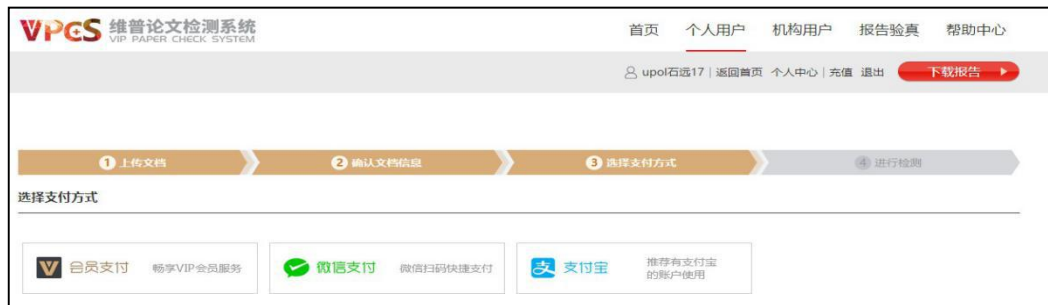 VPCS 维普论文检测系统
VIP PAPER CHECK SYSTEM
首页 个人用户 机构用户 报告验真 帮助中心
upol石远17 | 返回首页 个人中心 | 充值 退出 下载报告
1 上传文档 2 确认文档信息 3 选择支付方式 4 进行检测
选择支付方式
会员支付 畅享VIP会员服务 微信支付 微信扫码快捷支付 支 支付宝 推荐有支付宝
的账户使用